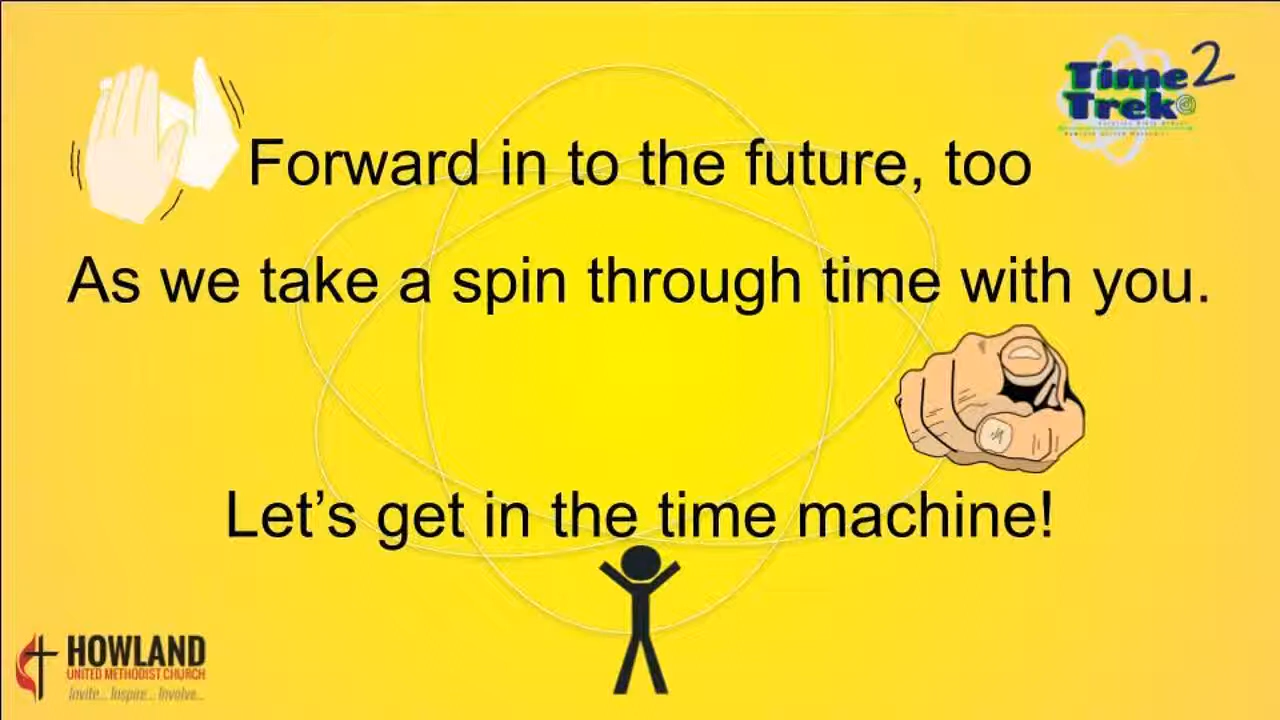 Time 2
Trek
Forward in to the future, too
As we take a spin through time with you.
Let’s get in the time machine!
HOWLAND
UNITED METHODIST CHURCH
Invite... Inspire... Involve...